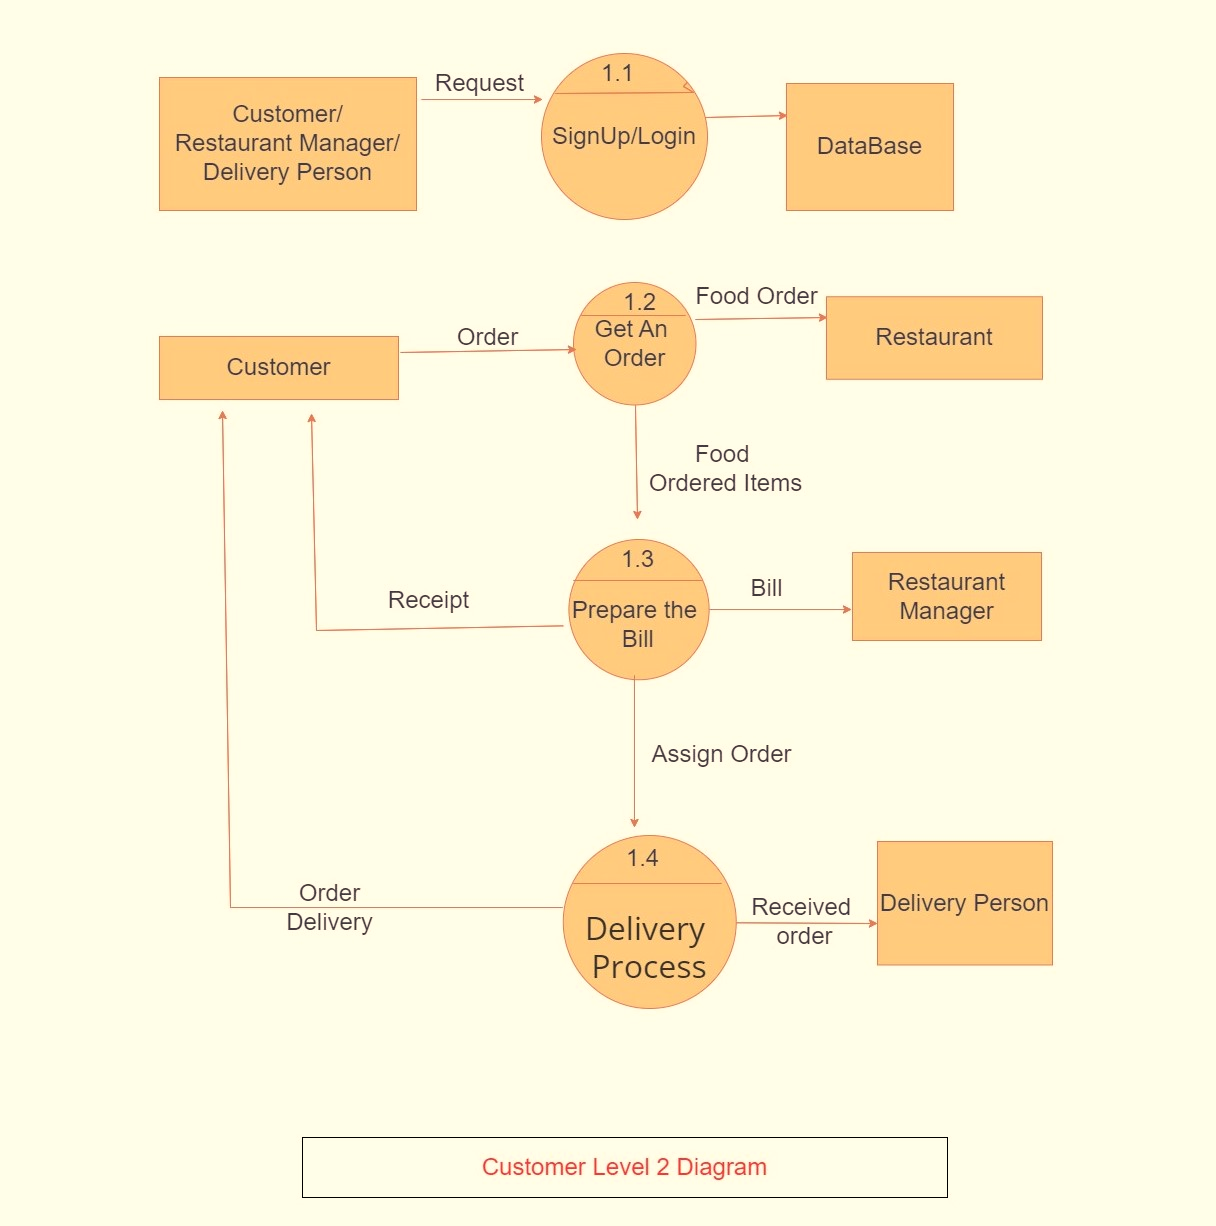 Customer/
Restaurant Manager/
Delivery Person
Request
1.1
SignUp/Login
DataBase
Customer
Order
1.2
Get An
Order
Food Order
Restaurant
Food
Ordered Items
1.3
Prepare the
Bill
Bill
Restaurant
Manager
Receipt
Assign Order
1.4
Delivery
Process
Order
Delivery
Received
order
Delivery Person
Customer Level 2 Diagram